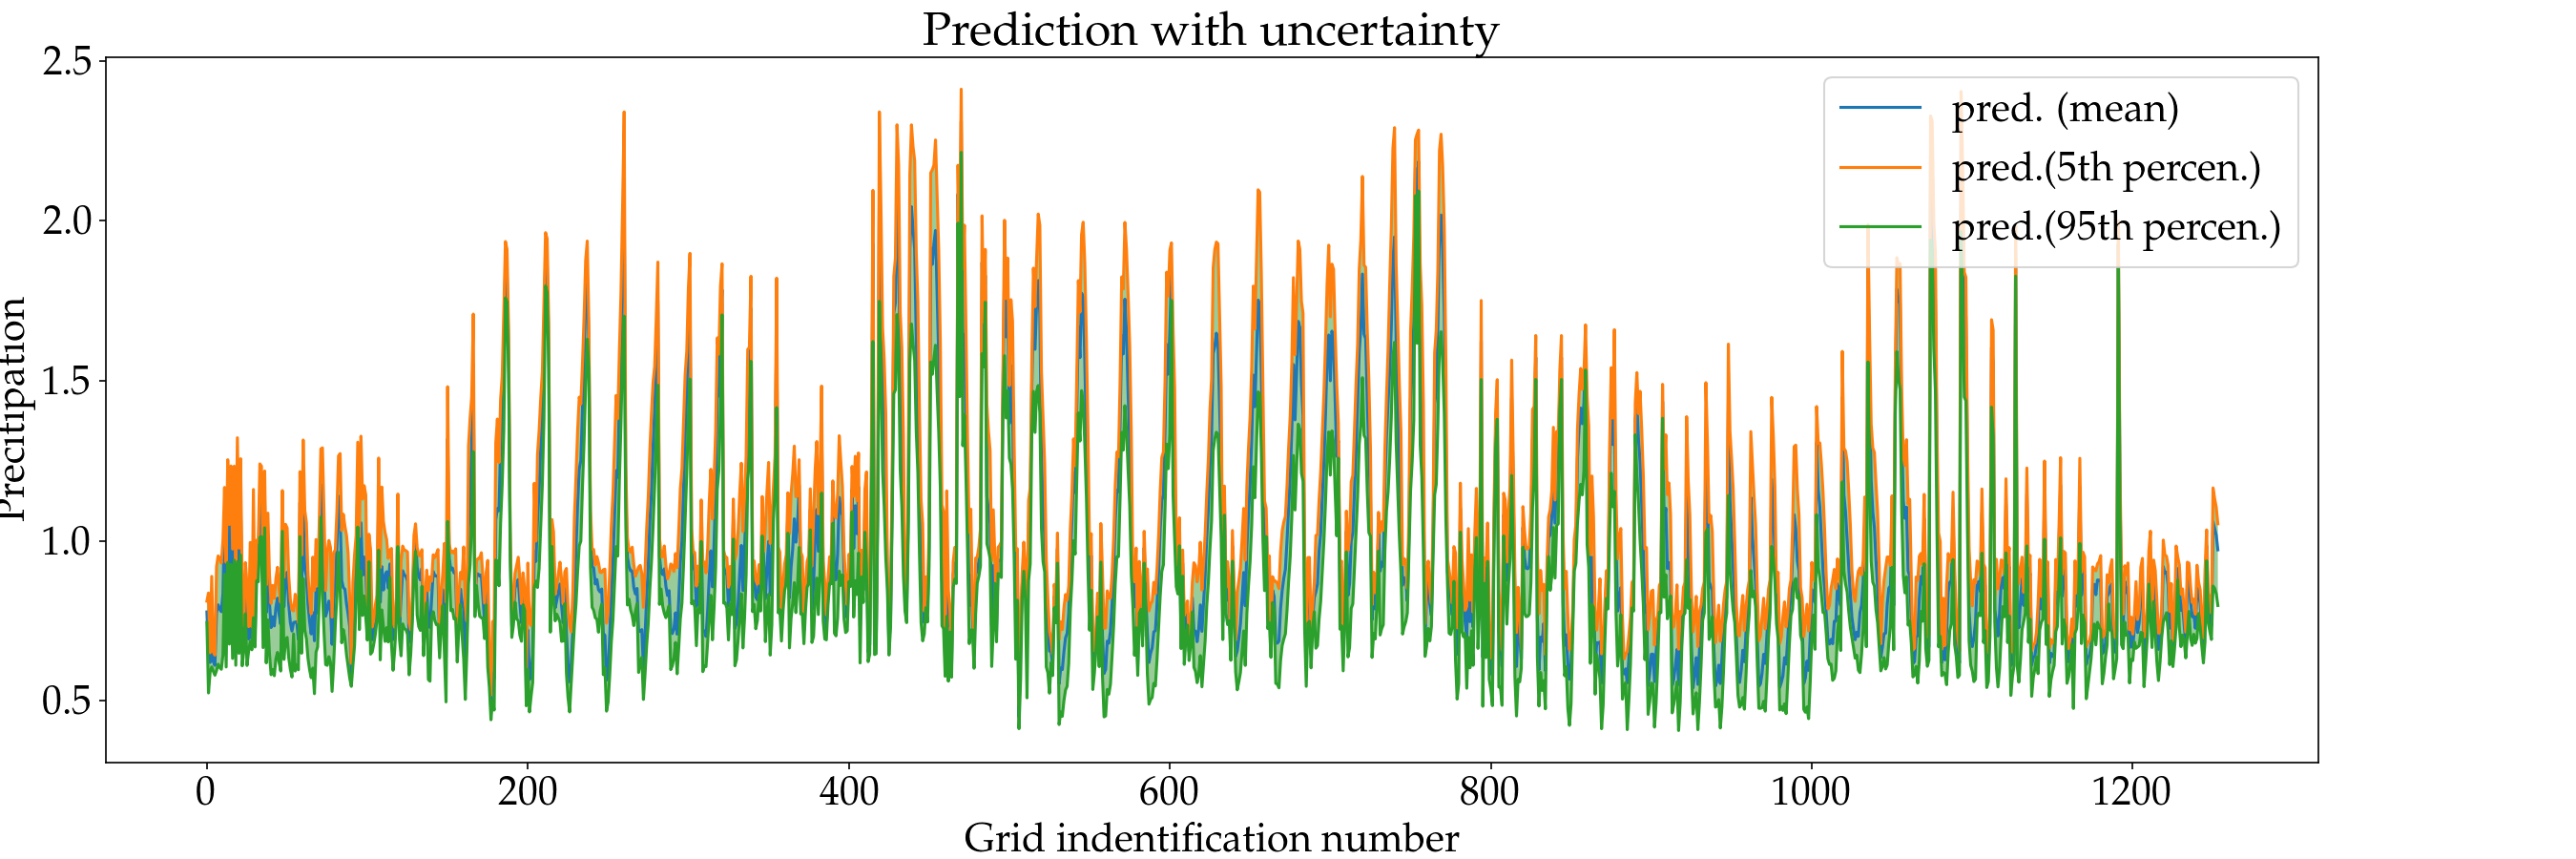 Prediction with uncertainty
2.5
2.0
1.5
1.0
0.5
Precitipation
pred. (mean)
pred.(5th percen.)
pred.(95th percen.)
0 200 400 600 800 1000 1200
Grid indentification number